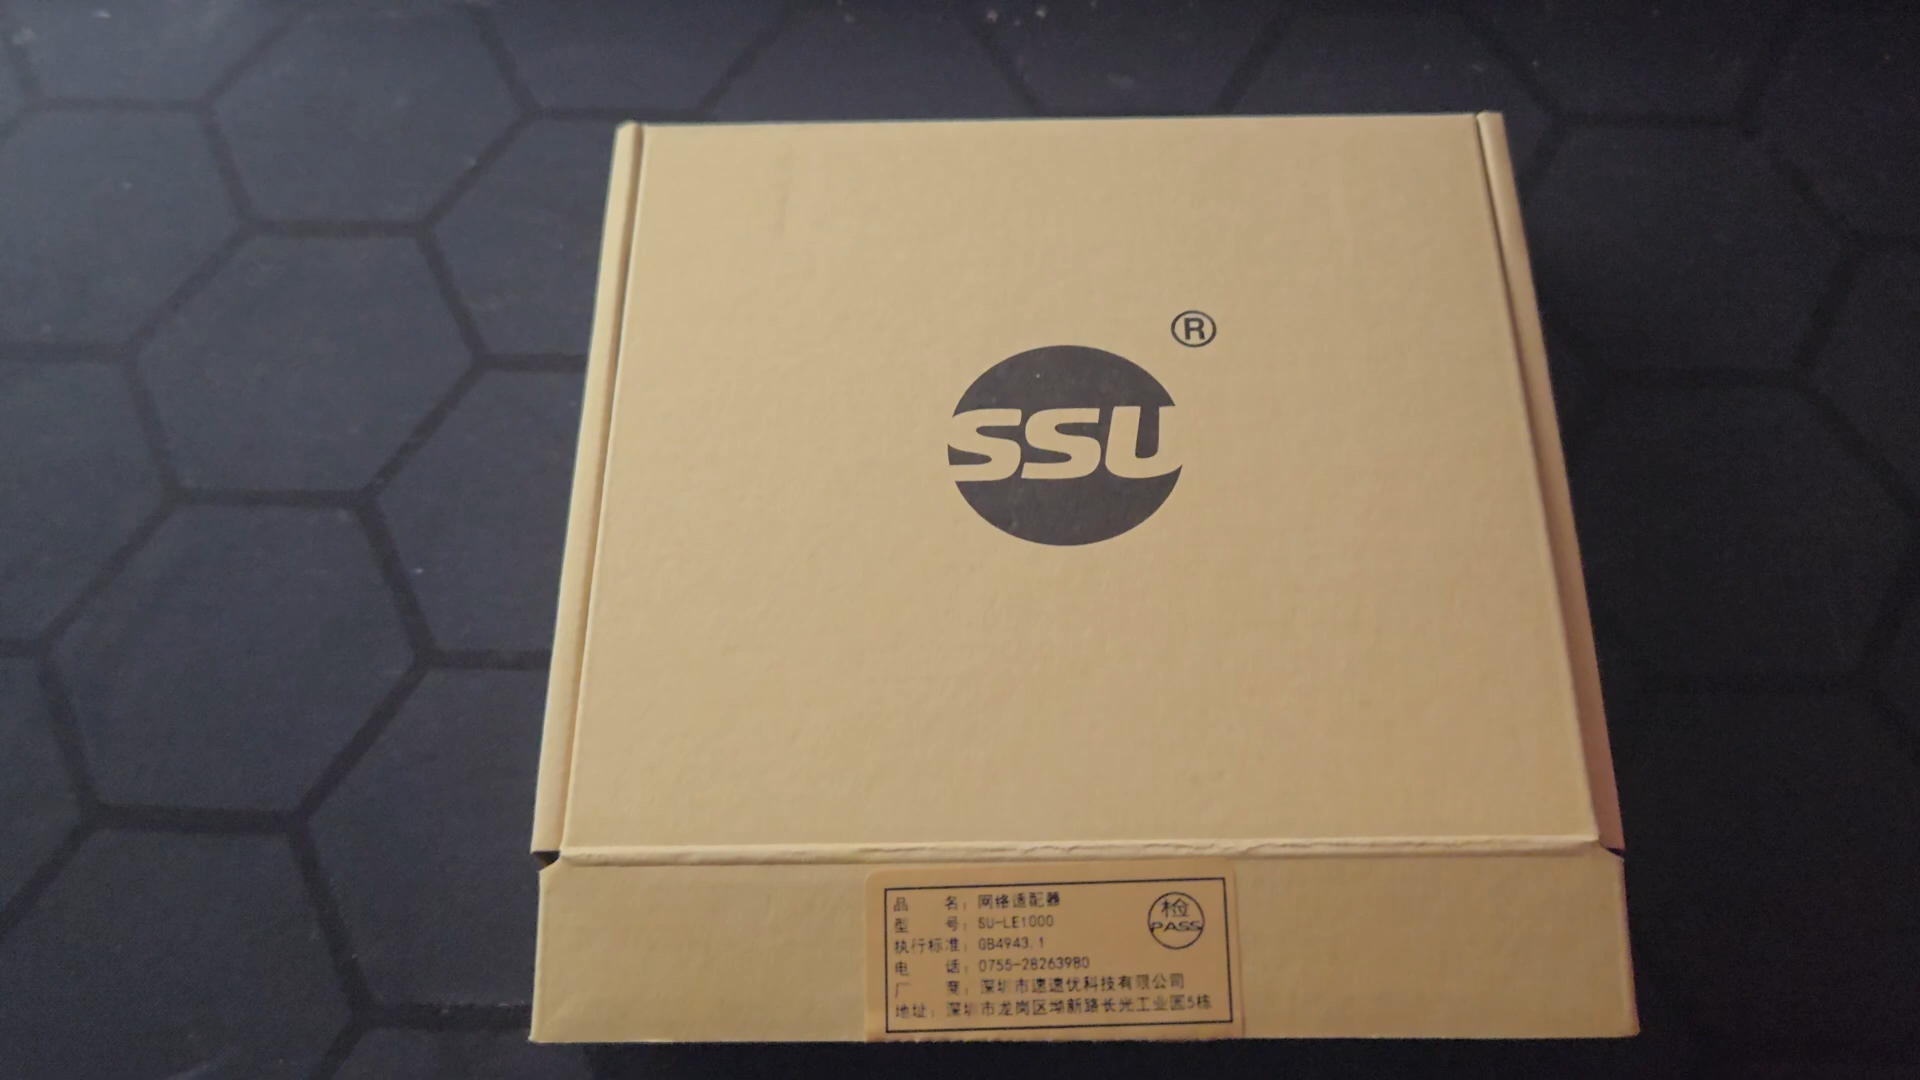 ®
SSU
品 名：网络适配器
型 号：SU-LE1000
执行标准：GB4943.1
电 话：0755-28263980
厂 商：深圳市速速优科技有限公司
地址：深圳市龙岗区坳新路长光工业园5栋
检
PASS